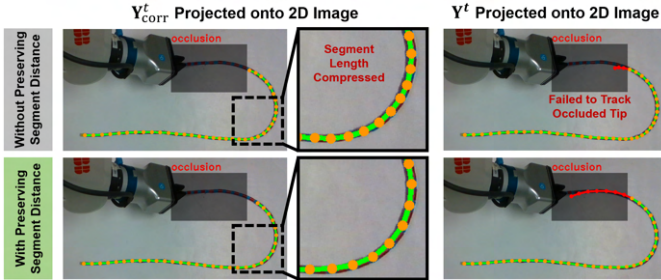 Y^t_corr Projected onto 2D Image
Y^t Projected onto 2D Image
Without Preserving
Segment Distance
occlusion
Segment
Length
Compressed
occlusion
Failed to Track
Occluded Tip
With Preserving
Segment Distance
occlusion
occlusion